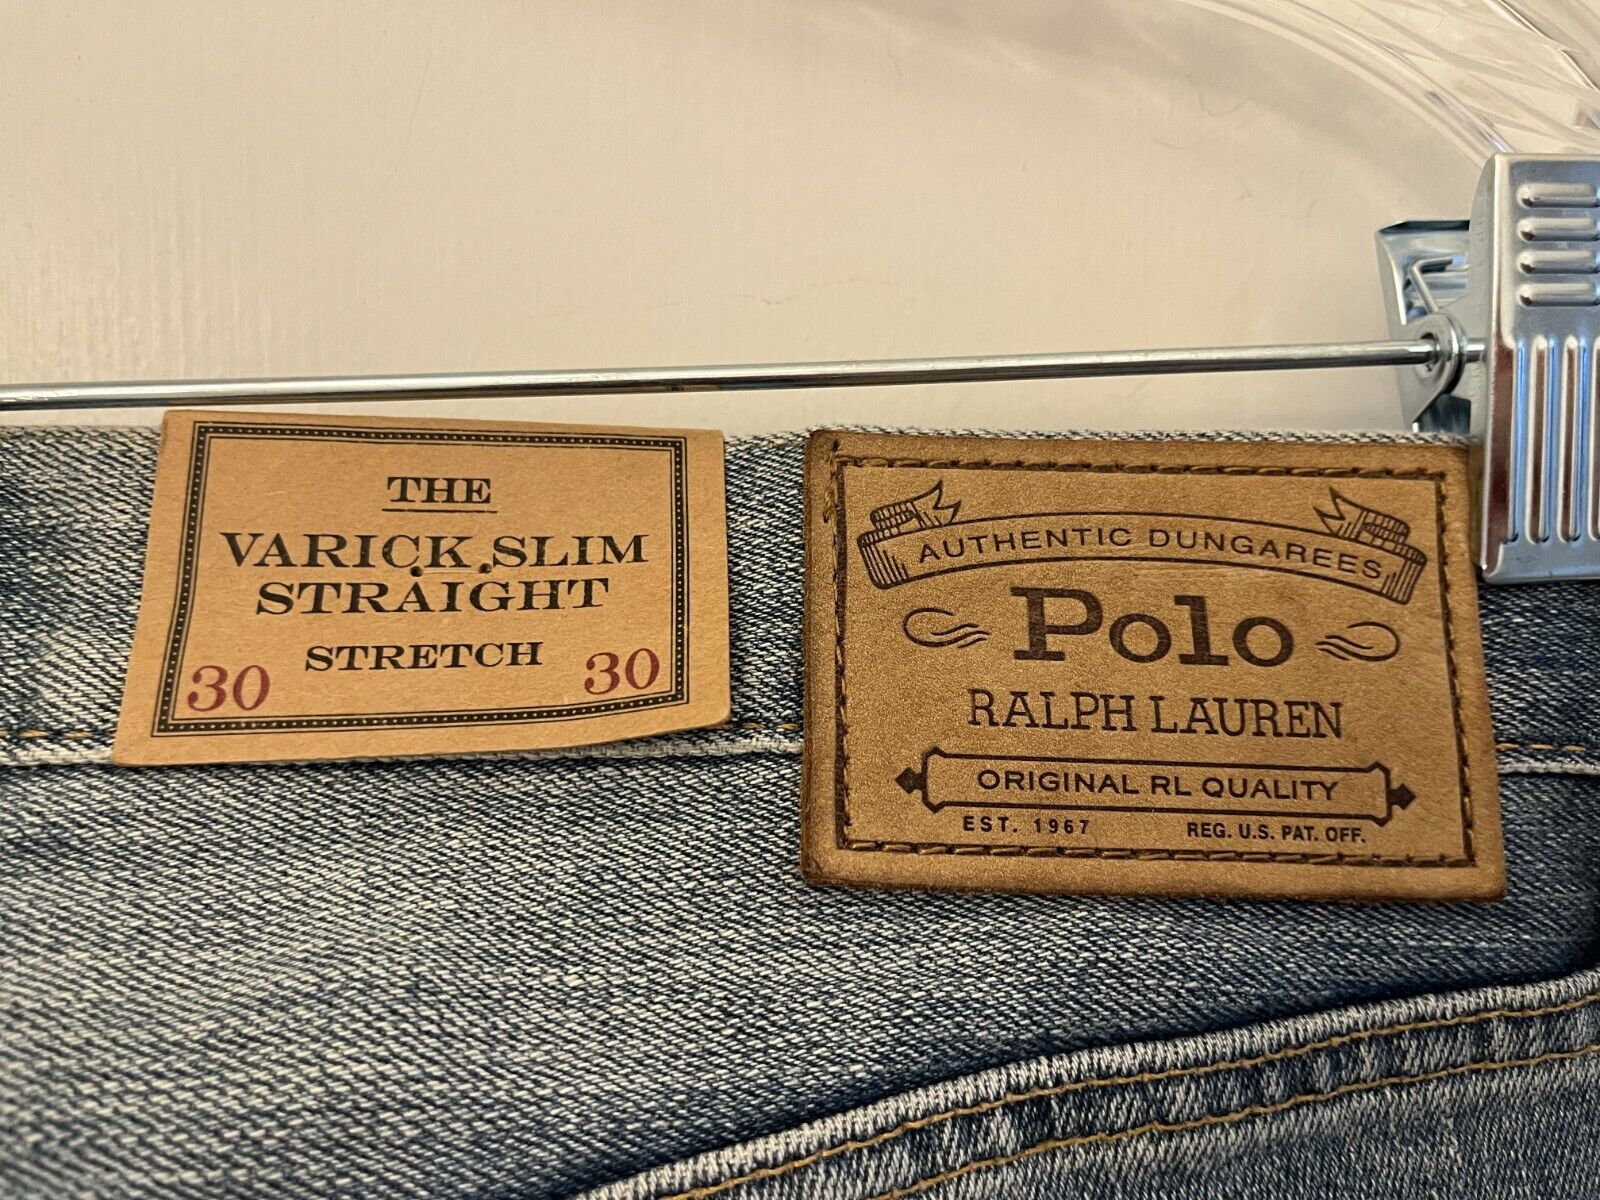 THE
VARICK SLIM
STRAIGHT
STRETCH
30 30
AUTHENTIC DUNGAREES
Polo
RALPH LAUREN
ORIGINAL RL QUALITY
EST. 1967 REG. U.S. PAT. OFF.